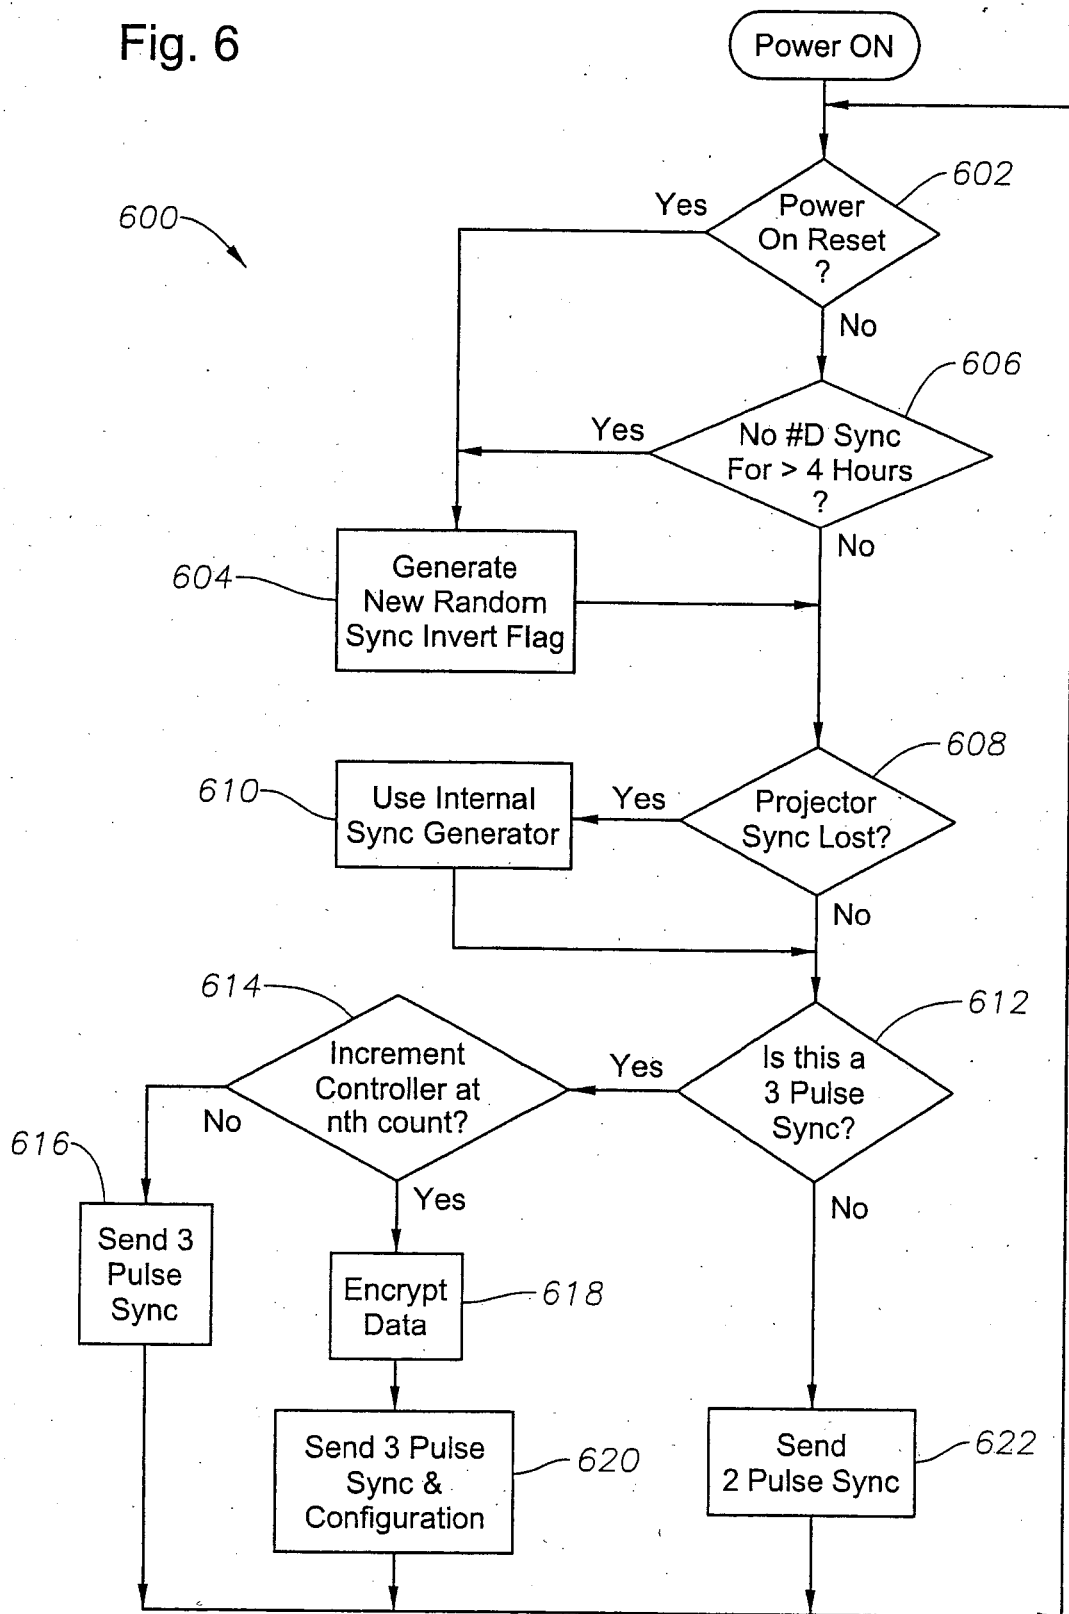 Fig. 6
Power ON
600
602
Yes
Power
On Reset
?
No
606
Yes
No #D Sync
For > 4 Hours
?
No
604
Generate
New Random
Sync Invert Flag
608
610
Use Internal
Sync Generator
Yes
Projector
Sync Lost?
No
614
612
Increment
Controller at
nth count?
Yes
Is this a
3 Pulse
Sync?
No
616
Yes
No
Send 3
Pulse
Sync
Encrypt
Data
618
Send 3 Pulse
Sync &
Configuration
620
Send
2 Pulse Sync
622